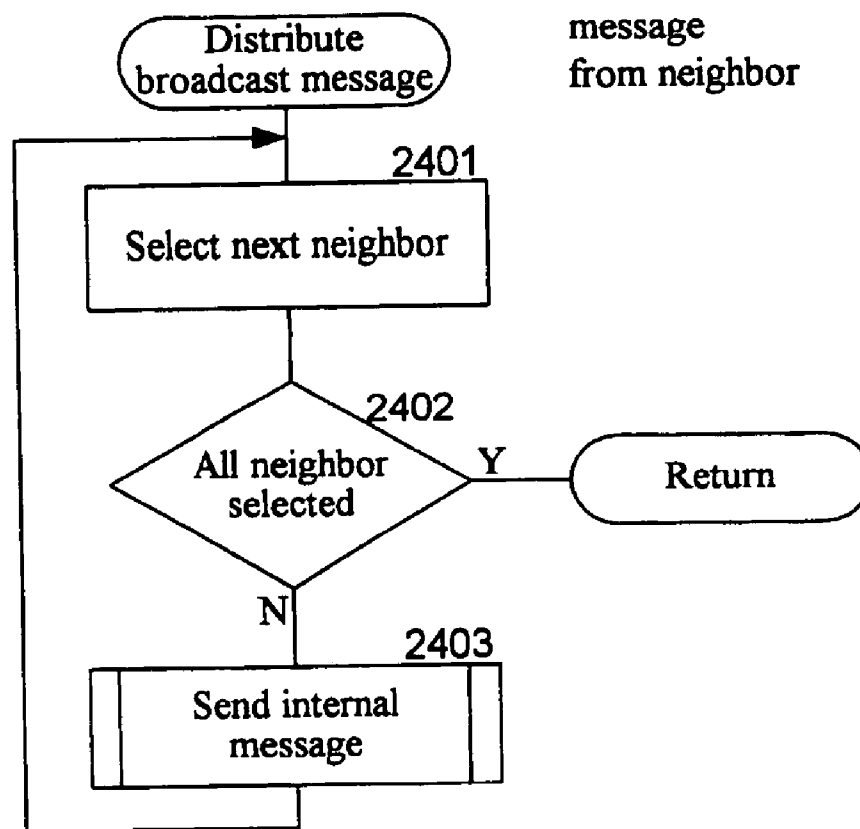 Distribute
broadcast message
message
from neighbor
2401
Select next neighbor
2402
All neighbor
selected
Y
Return
N
2403
Send internal
message